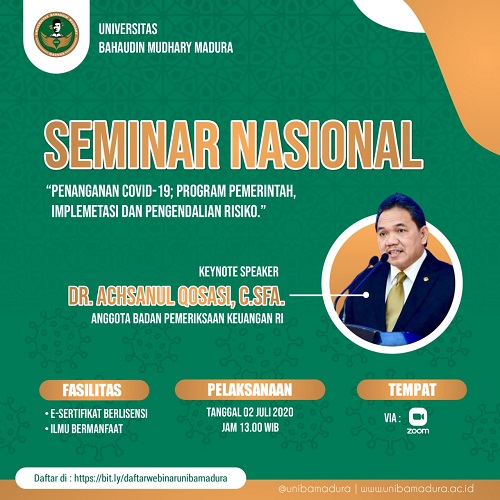 UNIVERSITAS
BAHAUDIN MUDHARY MADURA
SEMINAR NASIONAL
“PENANGANAN COVID-19; PROGRAM PEMERINTAH,
IMPLEMETASI DAN PENGENDALIAN RISIKO.”
KEYNOTE SPEAKER
DR. ACHSANUL QOSASI, C.SFA.
ANGGOTA BADAN PEMERIKSAAN KEUANGAN RI
FASILITAS
• E-SERTIFIKAT BERLISENSI
• ILMU BERMANFAAT
PELAKSANAAN
TANGGAL 02 JULI 2020
JAM 13.00 WIB
TEMPAT
VIA :
zoom
Daftar di : https://bit.ly/daftarwebinarunibamadura
@unibamadura | www.unibamadura.ac.id